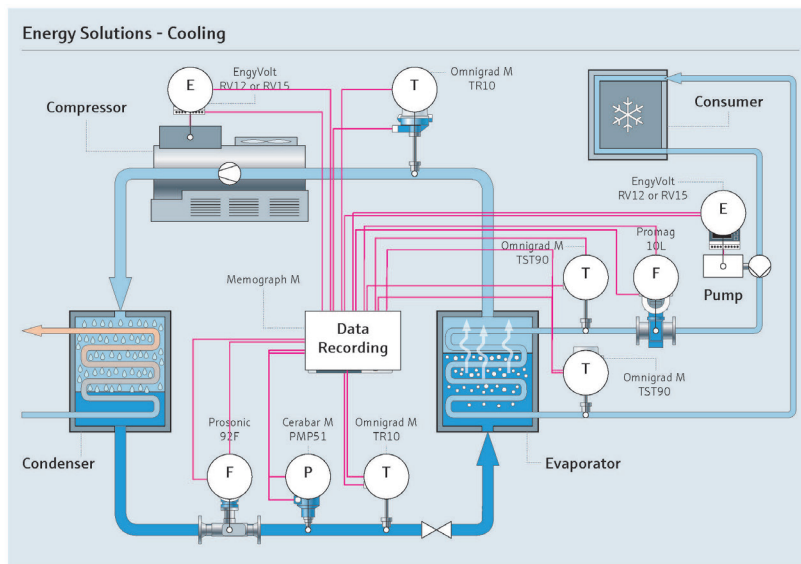 Energy Solutions - Cooling
EngyVolt
RV12 or RV15
E
Compressor
Omnigrad M
TR10
T
Consumer
EngyVolt
RV12 or RV15
E
Omnigrad M
TST90
T
Promag
10L
F
Pump
Memograph M
Data
Recording
T
Omnigrad M
TST90
Condenser
Prosonic
92F
F
Cerabar M
PMP51
P
Omnigrad M
TR10
T
Evaporator